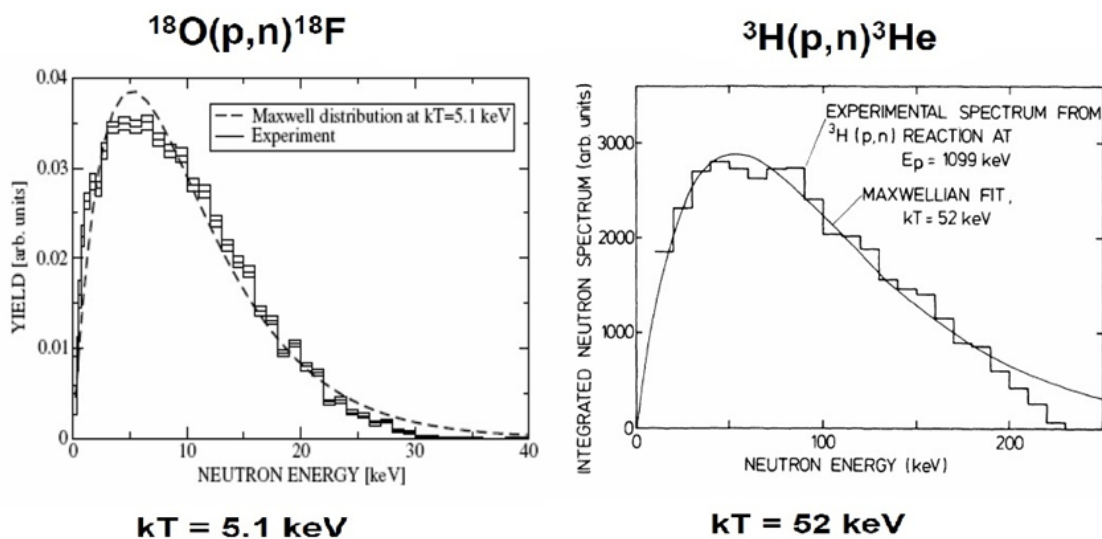 ¹⁸O(p,n)¹⁸F
0.04
0.03
0.02
0.01
0
YIELD [arb. units]
Maxwell distribution at kT=5.1 keV
Experiment
0
10
20
30
40
NEUTRON ENERGY [keV]
kT = 5.1 keV
³H(p,n)³He
3000
2000
1000
0
INTEGRATED NEUTRON SPECTRUM (arb. units)
EXPERIMENTAL SPECTRUM FROM
³H (p,n) REACTION AT
Ep = 1099 keV
MAXWELLIAN FIT,
kT = 52 keV
0
100
200
NEUTRON ENERGY (keV)
kT = 52 keV